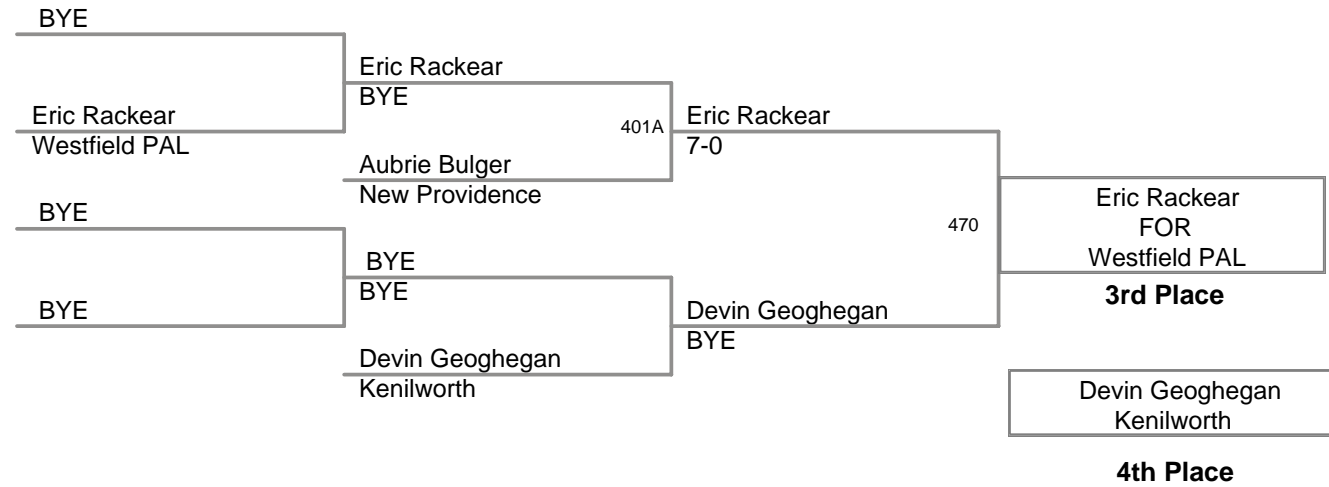 BYE
Eric Rackear
BYE
Eric Rackear
Westfield PAL
401A
Eric Rackear
7-0
Aubrie Bulger
New Providence
BYE
470
Eric Rackear
FOR
Westfield PAL
3rd Place
BYE
BYE
BYE
Devin Geoghegan
BYE
Devin Geoghegan
Kenilworth
Devin Geoghegan
Kenilworth
4th Place